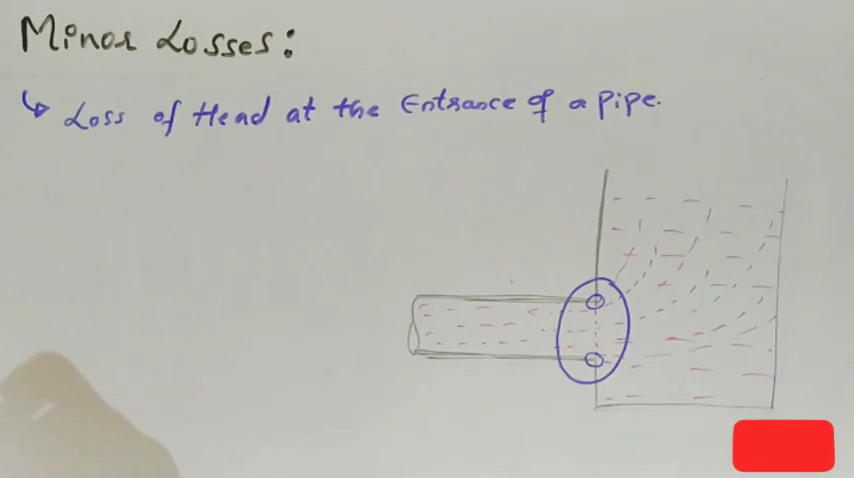 Minor Losses:
Loss of Head at the Entrance of a Pipe.